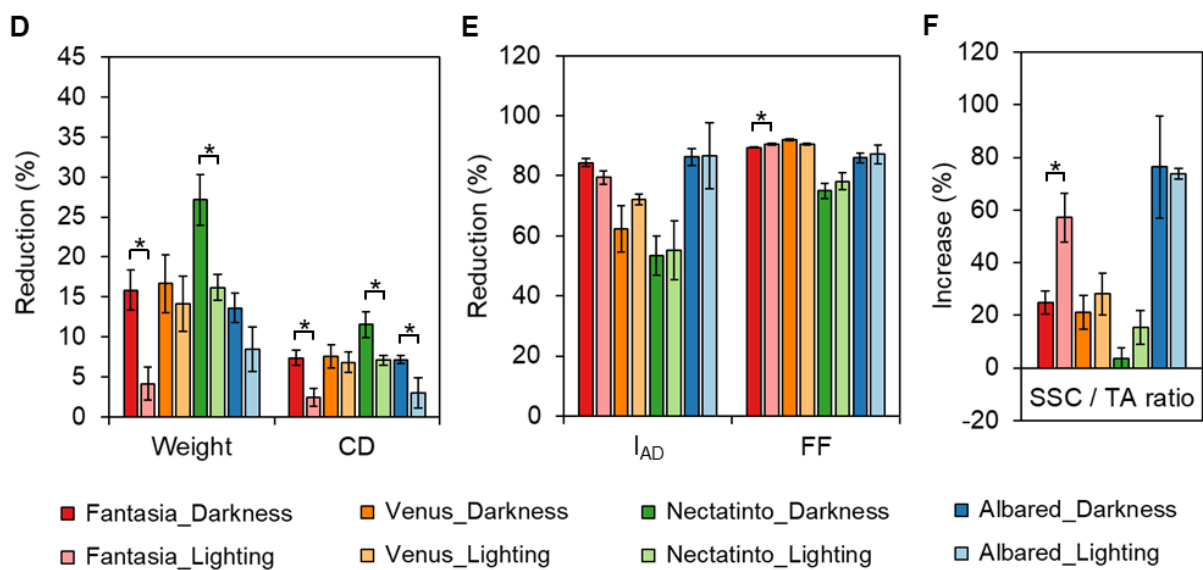 D
E
F
45
40
35
30
25
20
15
10
5
0
Reduction (%)
*
*
*
*
*
Weight
CD
120
100
80
60
40
20
0
Reduction (%)
*
I_AD
FF
120
100
80
60
40
20
0
-20
Increase (%)
*
SSC / TA ratio
Fantasia_Darkness
Venus_Darkness
Nectatinto_Darkness
Albared_Darkness
Fantasia_Lighting
Venus_Lighting
Nectatinto_Lighting
Albared_Lighting